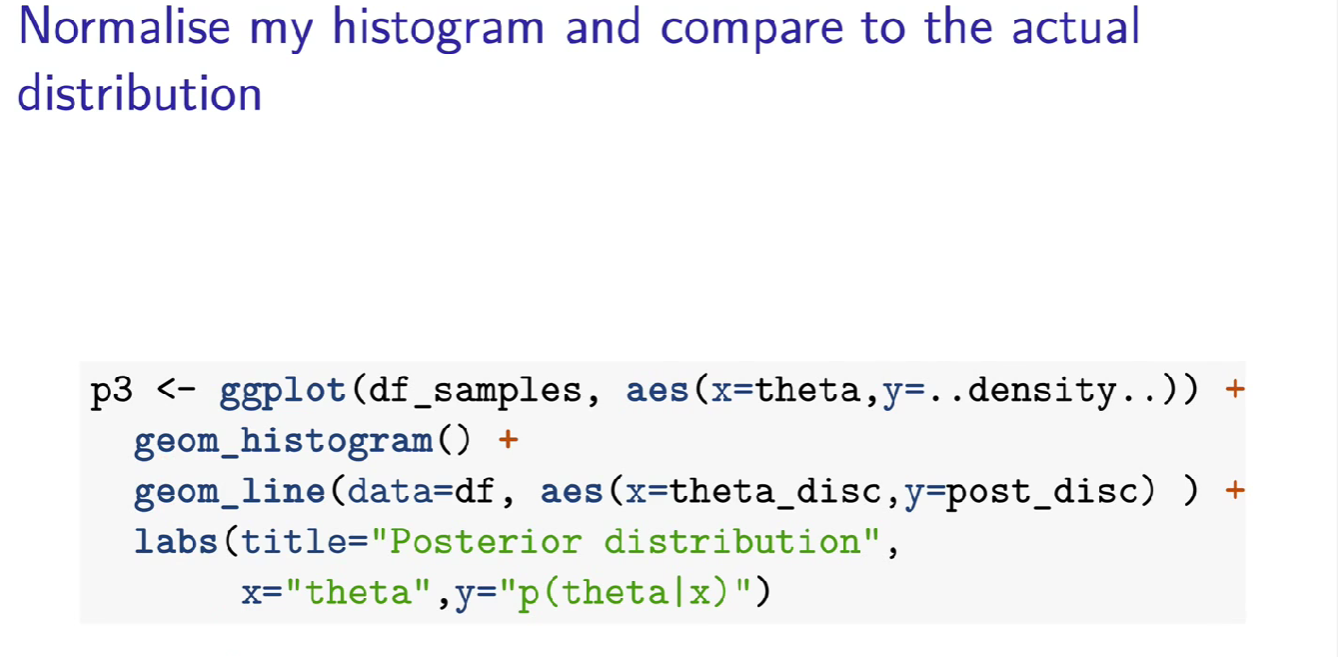 Normalise my histogram and compare to the actual
distribution
p3 <- ggplot(df_samples, aes(x=theta,y=..density..)) +
  geom_histogram() +
  geom_line(data=df, aes(x=theta_disc,y=post_disc) ) +
  labs(title="Posterior distribution",
       x="theta",y="p(theta|x)")